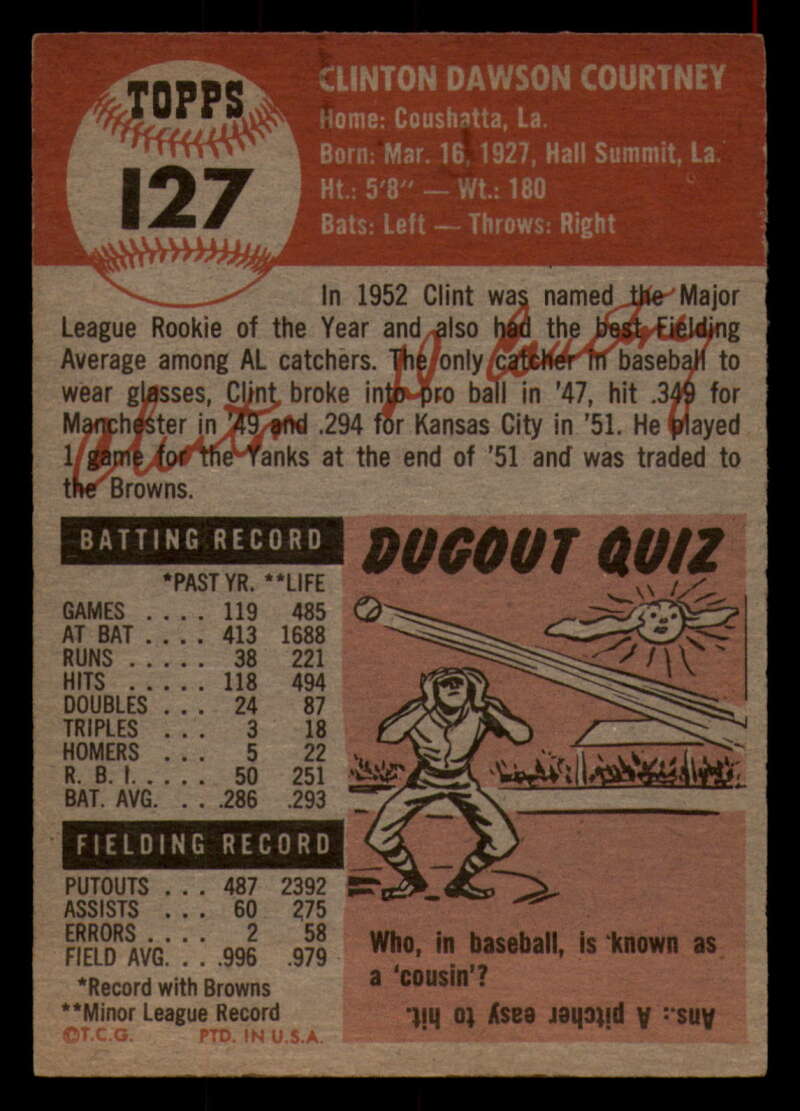 TOPPS
127
CLINTON DAWSON COURTNEY
Home: Coushatta, La.
Born: Mar. 16, 1927, Hall Summit, La.
Ht.: 5'8" — Wt.: 180
Bats: Left — Throws: Right
In 1952 Clint was named the Major
League Rookie of the Year and also had the best Fielding
Average among AL catchers. The only catcher in baseball to
wear glasses, Clint broke into pro ball in '47, hit .349 for
Manchester in '49 and .294 for Kansas City in '51. He played
1 game for the Yanks at the end of '51 and was traded to
the Browns.
Clint Courtney
BATTING RECORD
*PAST YR. **LIFE
GAMES .... 119 485
AT BAT .... 413 1688
RUNS ..... 38 221
HITS ..... 118 494
DOUBLES ... 24 87
TRIPLES ... 3 18
HOMERS ... 5 22
R. B. I. .... 50 251
BAT. AVG. ... .286 .293
FIELDING RECORD
PUTOUTS ... 487 2392
ASSISTS ... 60 275
ERRORS .... 2 58
FIELD AVG. ... .996 .979
*Record with Browns
**Minor League Record
©T.C.G. PTD. IN U.S.A.
DUGOUT QUIZ
Who, in baseball, is known as
a 'cousin'?
Ans.: A pitcher easy to hit.